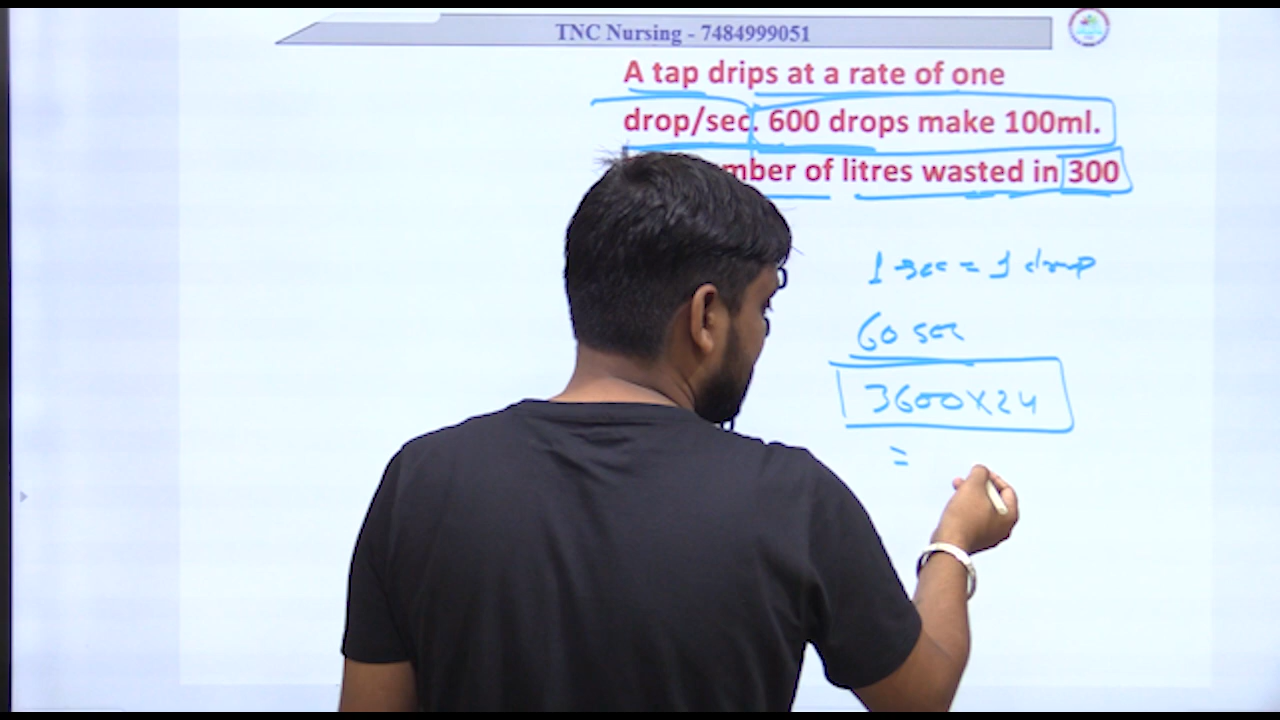 TNC Nursing - 7484999051
A tap drips at a rate of one
drop/sec. 600 drops make 100ml.
mber of litres wasted in 300
1 sec = 1 drop
60 sec
3600X24
=